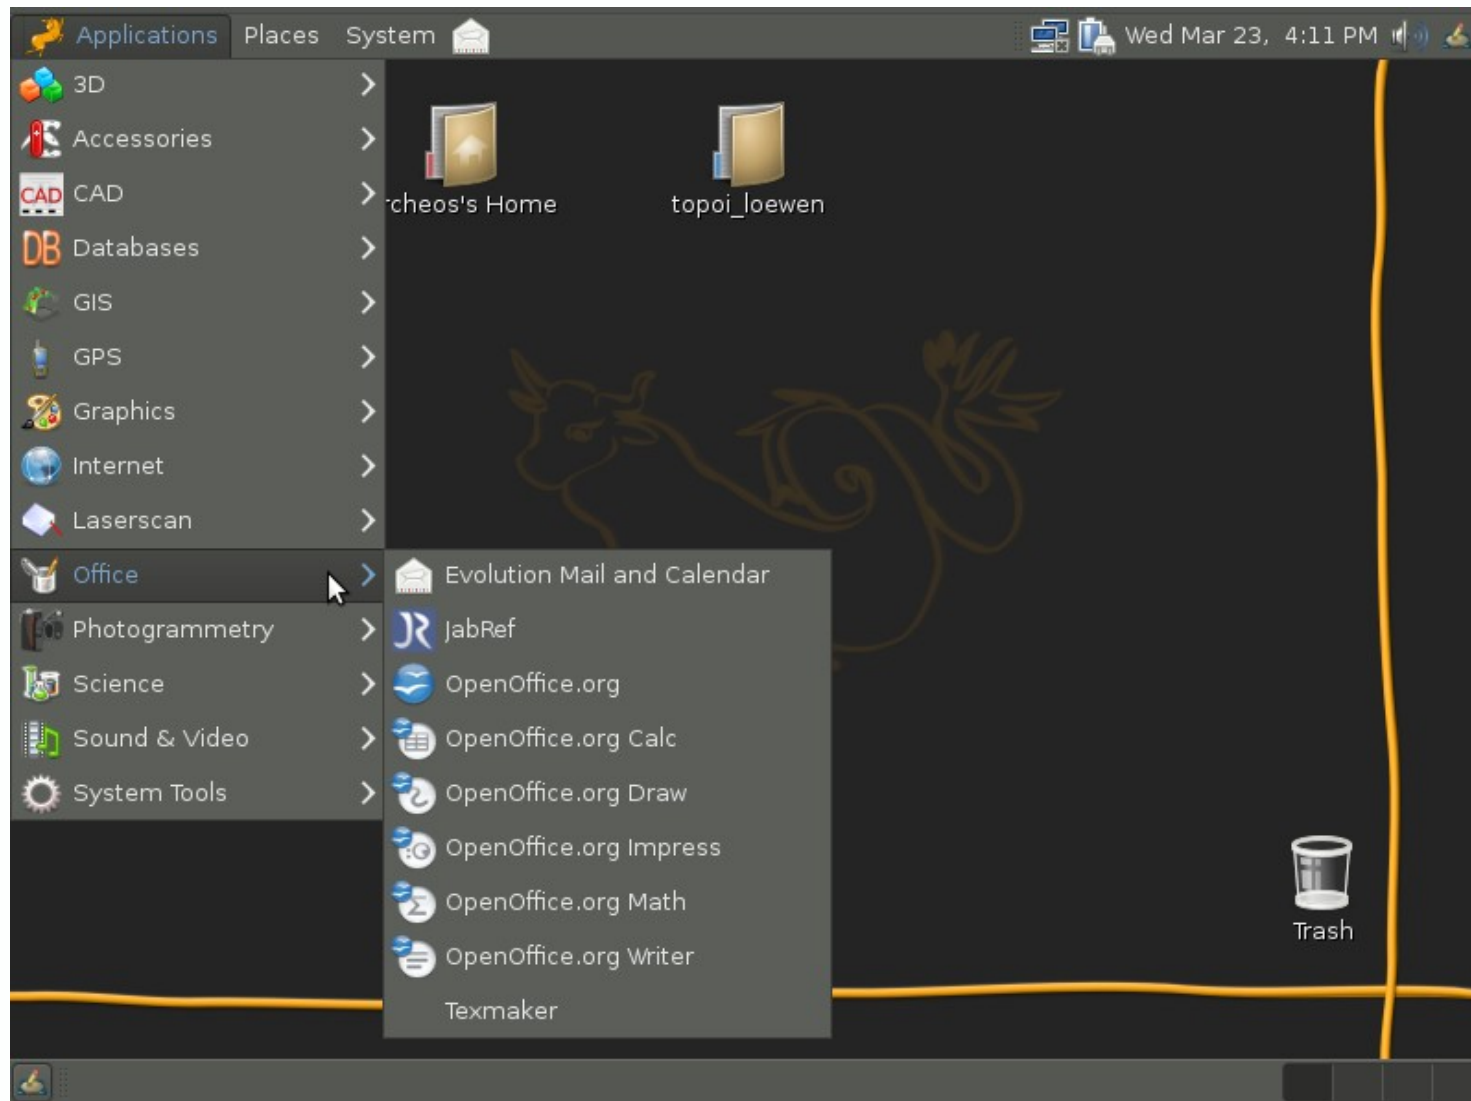 Applications Places System Wed Mar 23, 4:11 PM
3D
Accessories
CAD CAD
DB Databases
GIS
GPS
Graphics
Internet
Laserscan
Office
Photogrammetry
Science
Sound & Video
System Tools
rcheos's Home
topoi_loewen
Evolution Mail and Calendar
JR JabRef
OpenOffice.org
OpenOffice.org Calc
OpenOffice.org Draw
OpenOffice.org Impress
OpenOffice.org Math
OpenOffice.org Writer
Texmaker
Trash